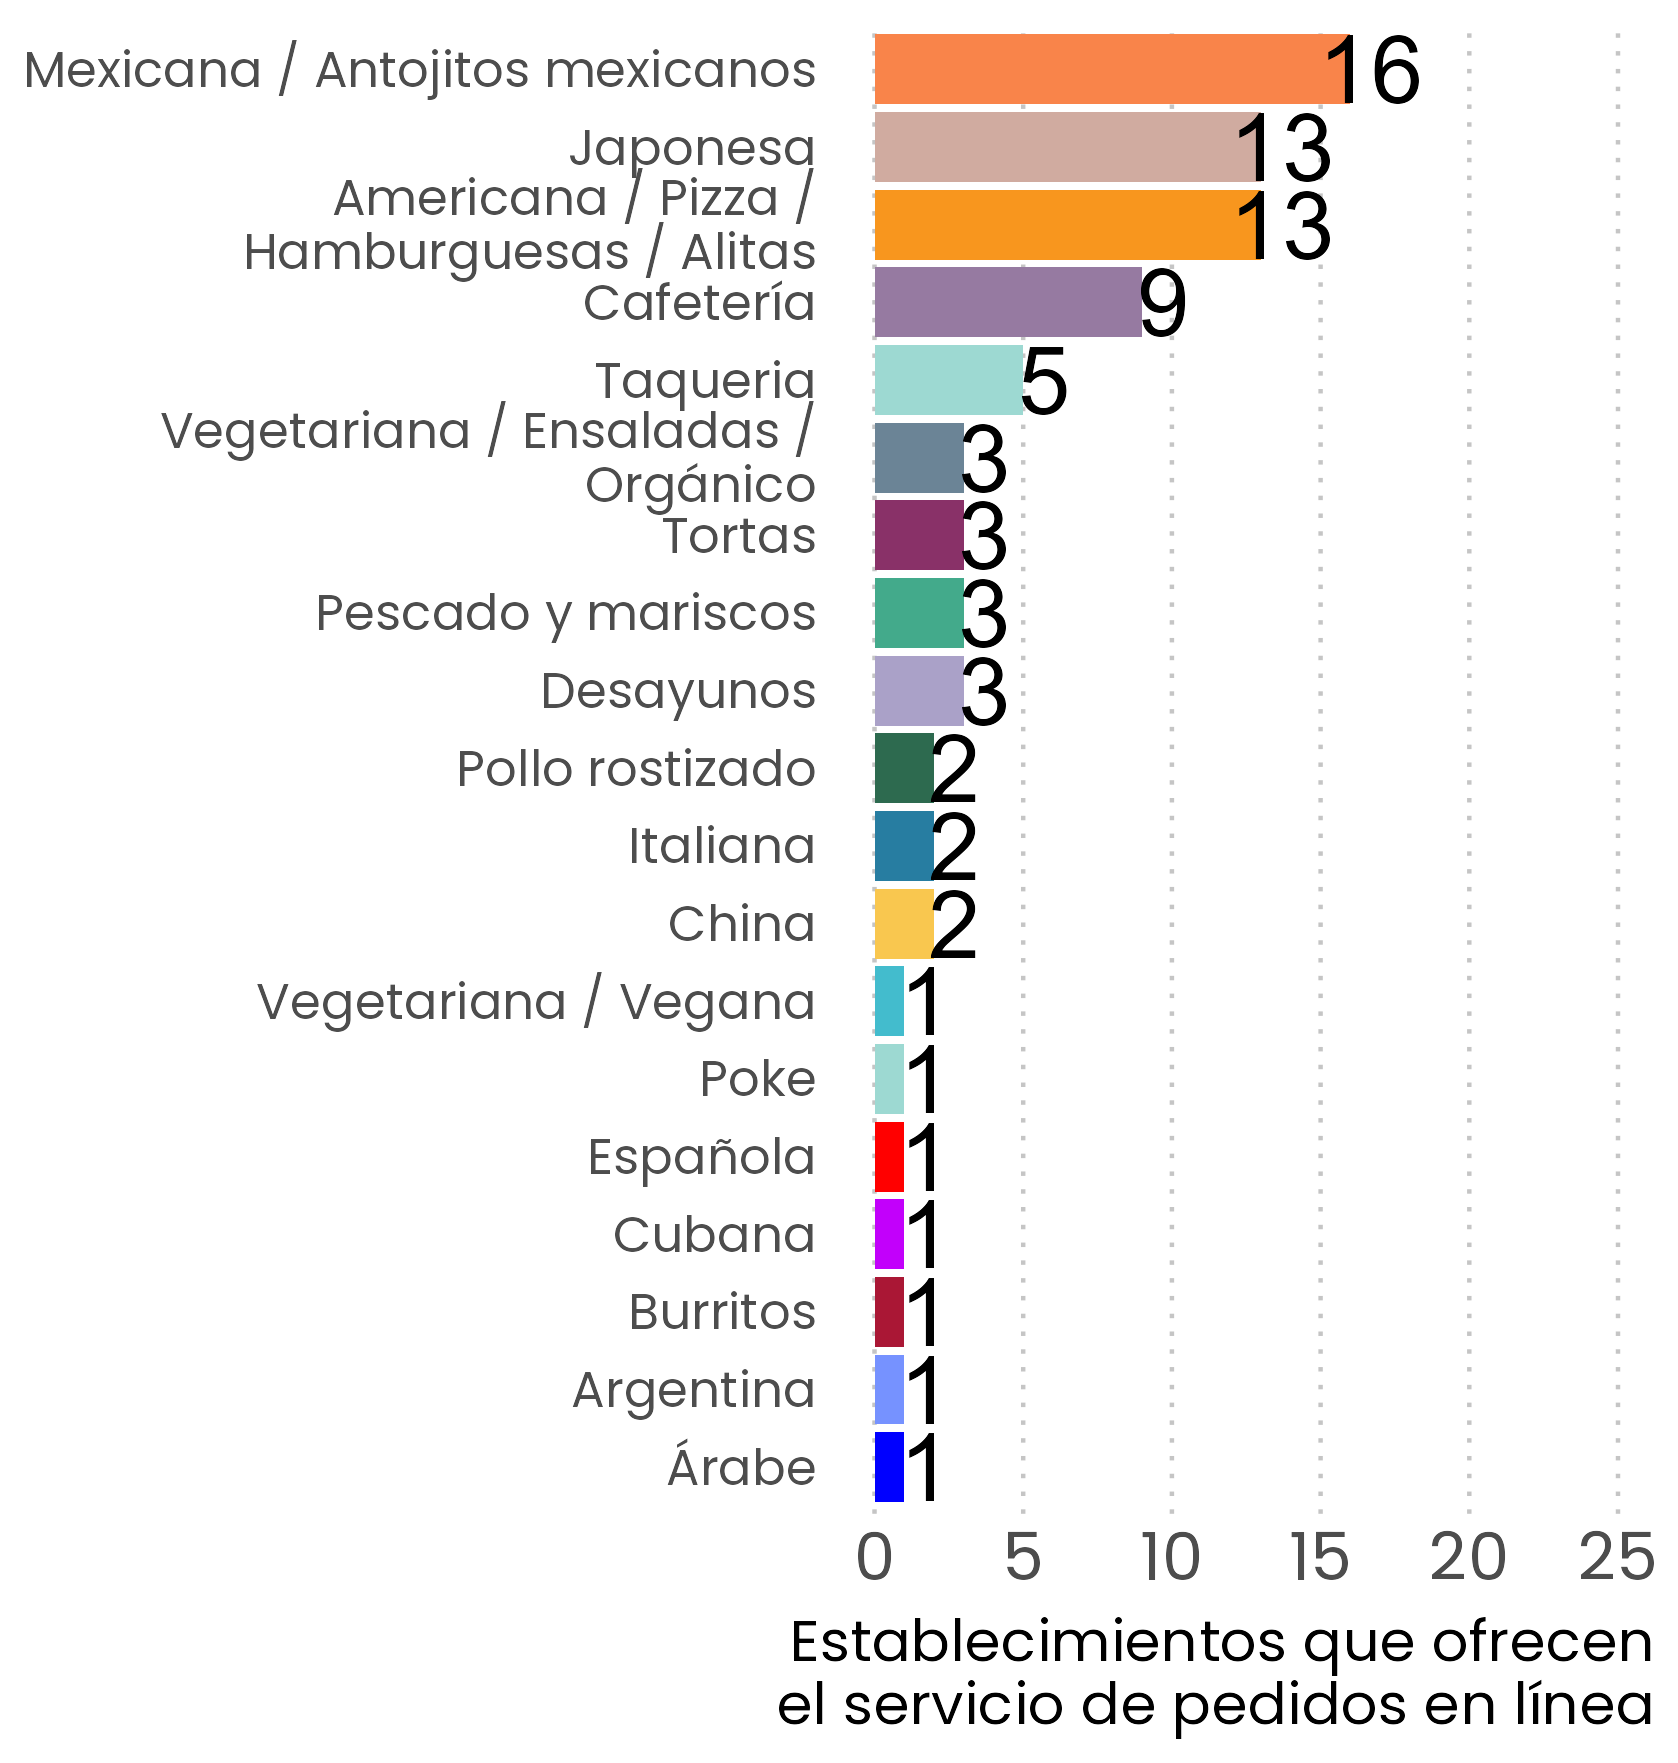 Mexicana / Antojitos mexicanos 16
Japonesa 13
Americana / Pizza /
Hamburguesas / Alitas 13
Cafetería 9
Taqueria 5
Vegetariana / Ensaladas /
Orgánico 3
Tortas 3
Pescado y mariscos 3
Desayunos 3
Pollo rostizado 2
Italiana 2
China 2
Vegetariana / Vegana 1
Poke 1
Española 1
Cubana 1
Burritos 1
Argentina 1
Árabe 1
0 5 10 15 20 25
Establecimientos que ofrecen
el servicio de pedidos en línea